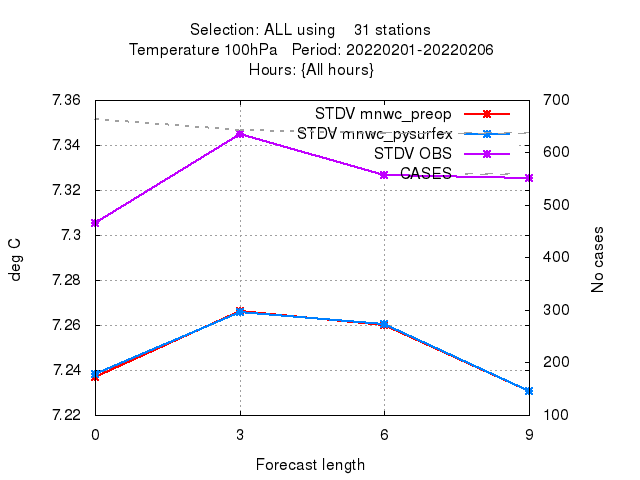 Selection: ALL using    31 stations
Temperature 100hPa   Period: 20220201-20220206
Hours: {All hours}
7.36
7.34
7.32
7.3
7.28
7.26
7.24
7.22
700
600
500
400
300
200
100
STDV mnwc_preop
STDV mnwc_pysurfex
STDV OBS
CASES
deg C
No cases
0 3 6 9
Forecast length